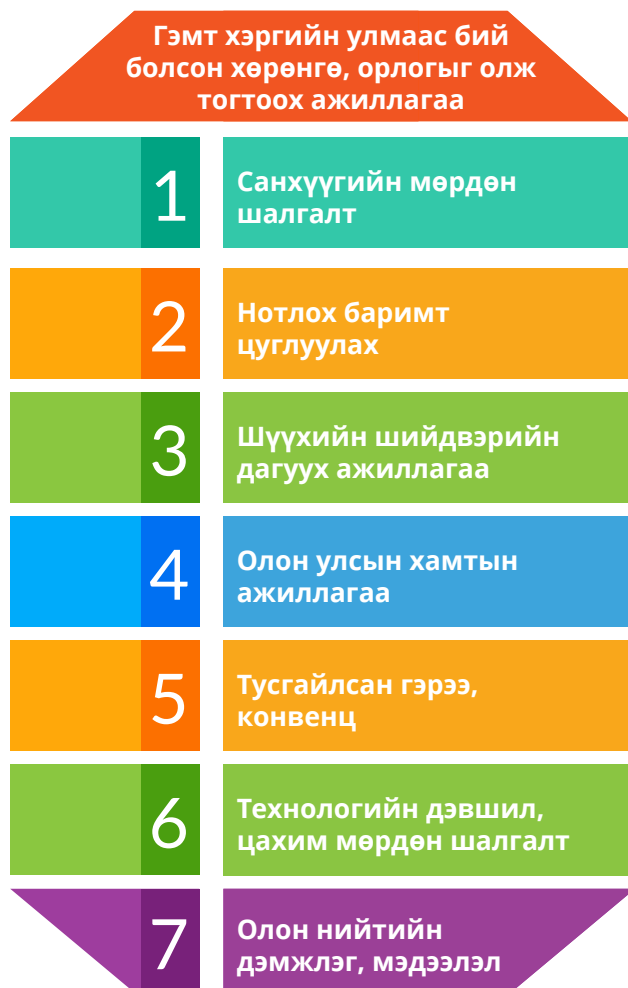 Гэмт хэргийн улмаас бий
болсон хөрөнгө, орлогыг олж
тогтоох ажиллагаа
1
Санхүүгийн мөрдөн
шалгалт
2
Нотлох баримт
цуглуулах
3
Шүүхийн шийдвэрийн
дагуух ажиллагаа
4
Олон улсын хамтын
ажиллагаа
5
Тусгайлсан гэрээ,
конвенц
6
Технологийн дэвшил,
цахим мөрдөн шалгалт
7
Олон нийтийн
дэмжлэг, мэдээлэл